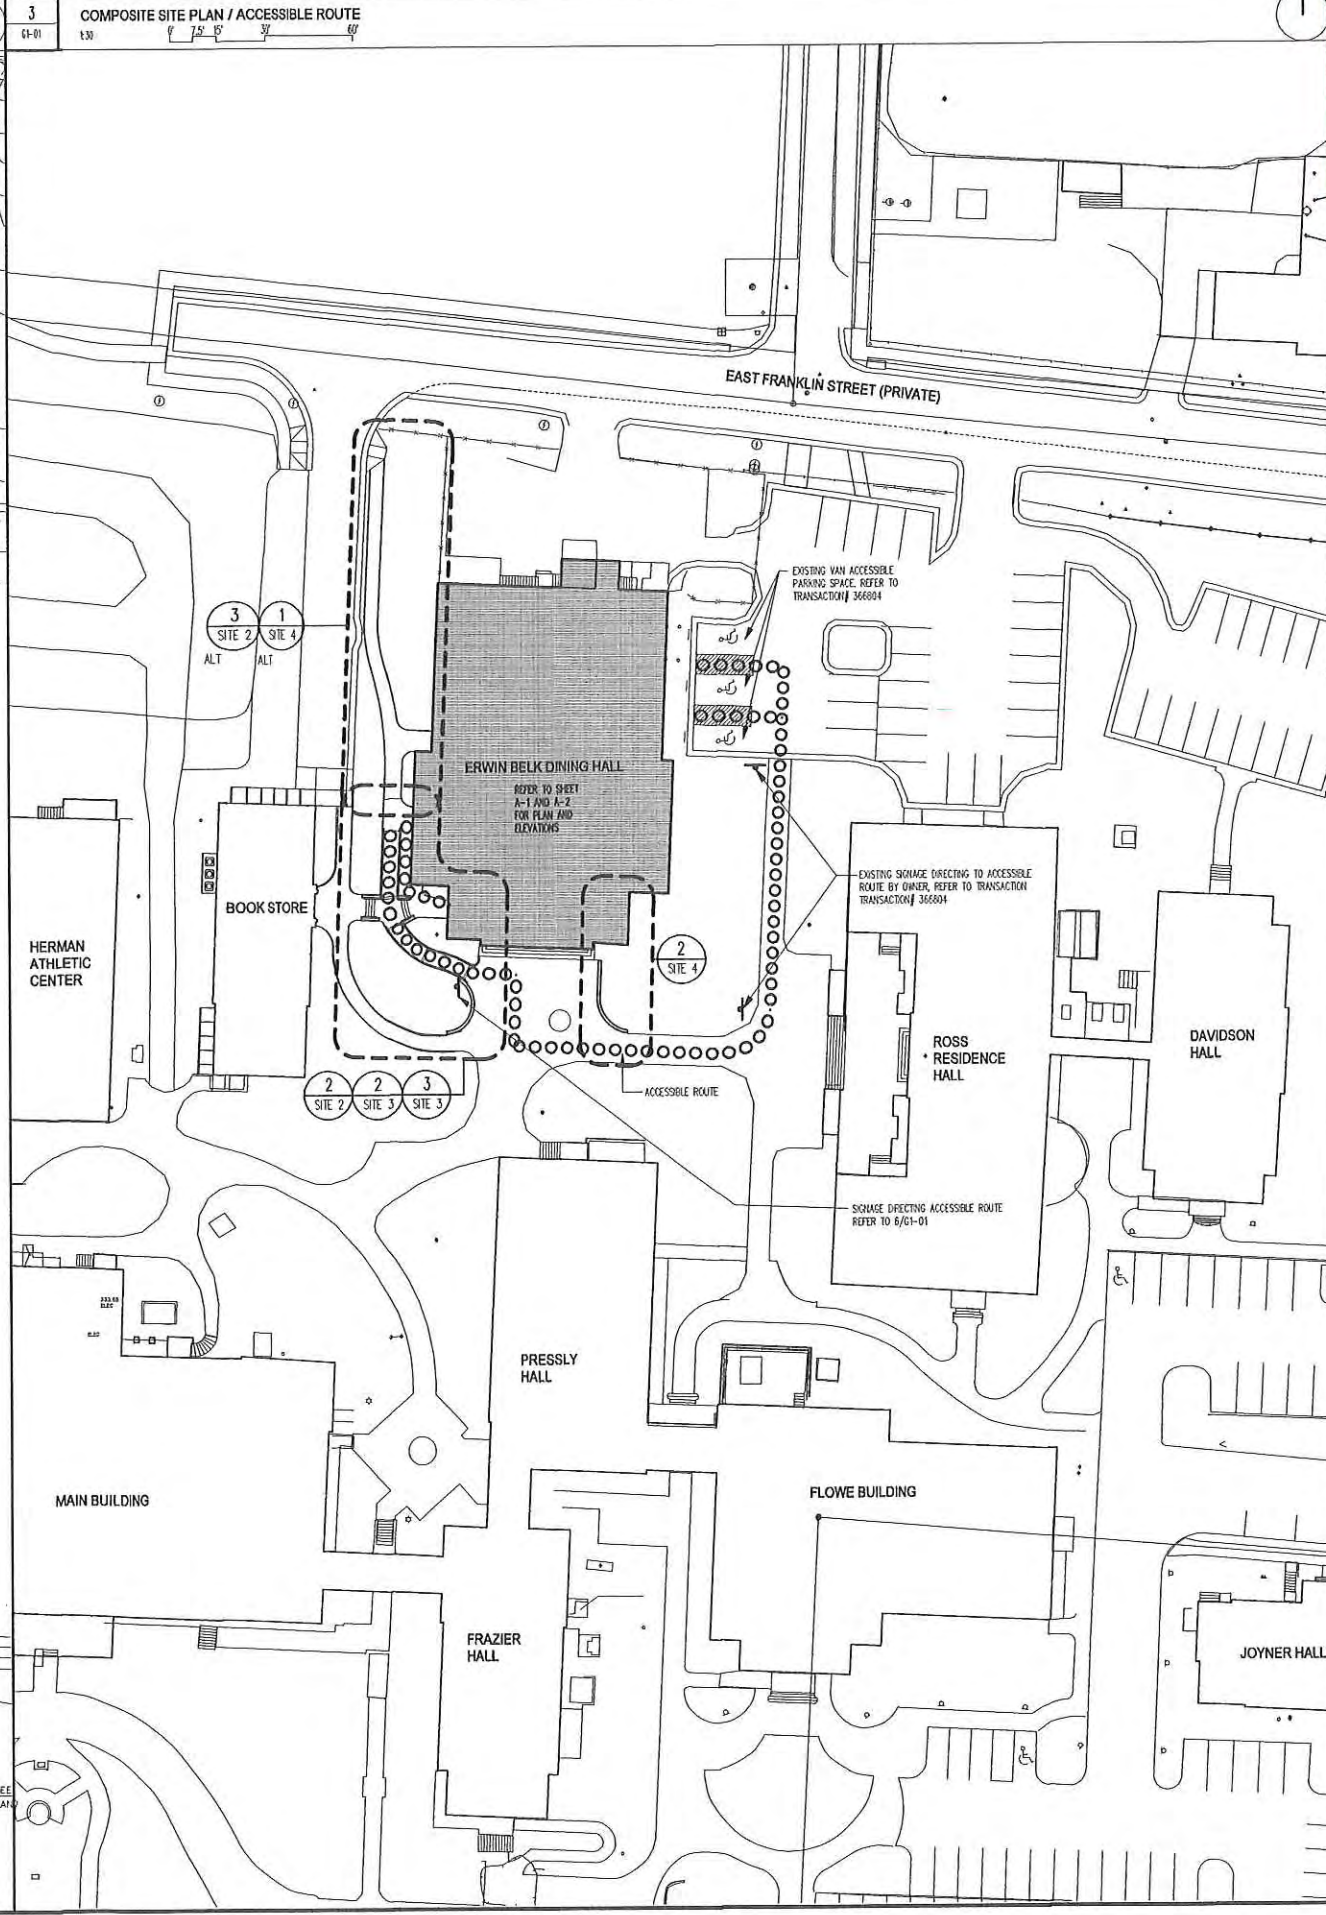 3
G1-01
COMPOSITE SITE PLAN / ACCESSIBLE ROUTE
1:30
0' 7.5' 15' 30' 60'
EAST FRANKLIN STREET (PRIVATE)
EXISTING VAN ACCESSIBLE
PARKING SPACE, REFER TO
TRANSACTION# 366804
3
SITE 2
1
SITE 4
ALT
ALT
ERWIN BELK DINING HALL
REFER TO SHEET
A-1 AND A-2
FOR PLAN AND
ELEVATIONS
EXISTING SIGNAGE DIRECTING TO ACCESSIBLE
ROUTE BY OWNER, REFER TO TRANSACTION
TRANSACTION# 366804
BOOK STORE
HERMAN
ATHLETIC
CENTER
2
SITE 4
ROSS
RESIDENCE
HALL
DAVIDSON
HALL
2
SITE 2
2
SITE 3
3
SITE 3
ACCESSIBLE ROUTE
SIGNAGE DIRECTNG ACCESSIBLE ROUTE
REFER TO 6/G1-01
ELEC
ELEC
PRESSLY
HALL
MAIN BUILDING
FLOWE BUILDING
FRAZIER
HALL
JOYNER HALL